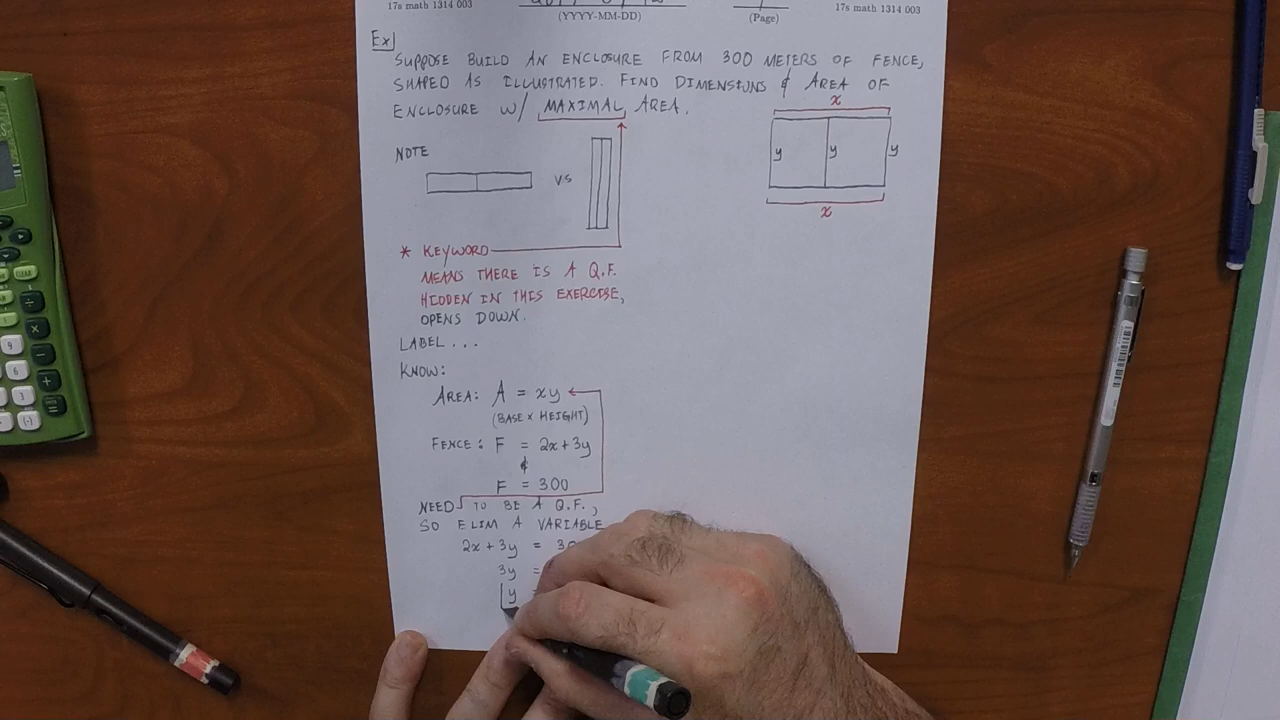 17s math 1314 003
(YYYY-MM-DD)
(Page)
17s math 1314 003
Ex
SUPPOSE BUILD AN ENCLOSURE FROM 300 METERS OF FENCE,
SHAPED AS ILLUSTRATED. FIND DIMENSIONS & AREA OF
ENCLOSURE W/ MAXIMAL AREA.
x
y y y
x
NOTE
VS
* KEYWORD
MEANS THERE IS A Q.F.
HIDDEN IN THIS EXERCISE,
OPENS DOWN.
LABEL...
KNOW:
AREA: A = xy
(BASE × HEIGHT)
FENCE: F = 2x+3y
&
F = 300
NEED TO BE A Q.F.,
SO ELIM A VARIABLE
2x+3y =
3y =
y